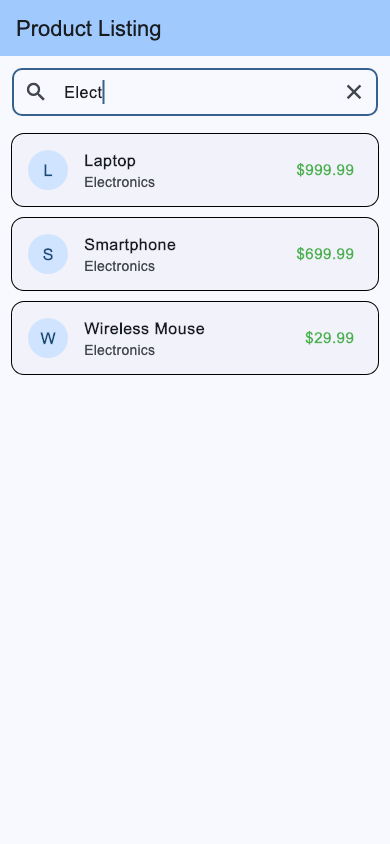 Product Listing
Elect
L
Laptop
Electronics
$999.99
S
Smartphone
Electronics
$699.99
W
Wireless Mouse
Electronics
$29.99